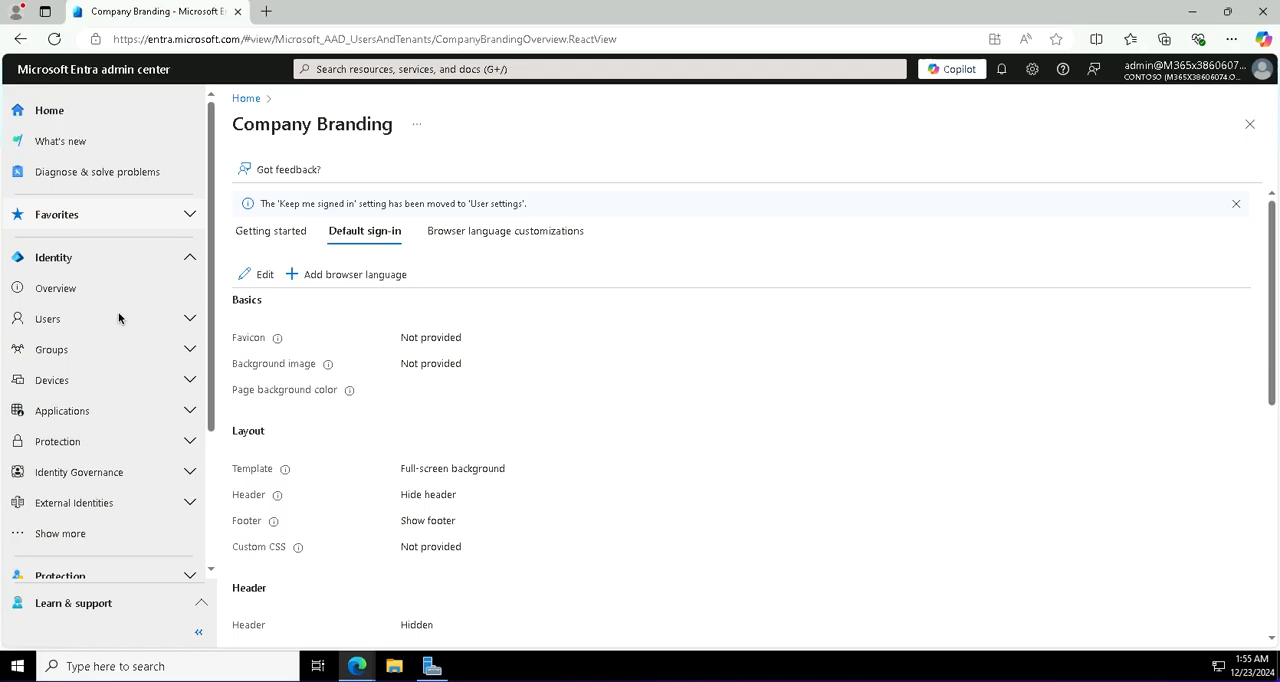 Company Branding - Microsoft E
https://entra.microsoft.com/#view/Microsoft_AAD_UsersAndTenants/CompanyBrandingOverview.ReactView
Microsoft Entra admin center
Search resources, services, and docs (G+/)
Copilot
admin@M365x3860607...
CONTOSO (M365X38606074.O...
Home
What's new
Diagnose & solve problems
Favorites
Identity
Overview
Users
Groups
Devices
Applications
Protection
Identity Governance
External Identities
Show more
Protection
Learn & support
Home
Company Branding
Got feedback?
The 'Keep me signed in' setting has been moved to 'User settings'.
Getting started Default sign-in Browser language customizations
Edit Add browser language
Basics
Favicon Not provided
Background image Not provided
Page background color
Layout
Template Full-screen background
Header Hide header
Footer Show footer
Custom CSS Not provided
Header
Header Hidden
Type here to search
1:55 AM
12/23/2024